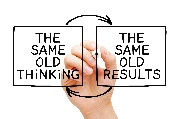 THE
SAME
OLD
THINKING
THE
SAME
OLD
RESULTS